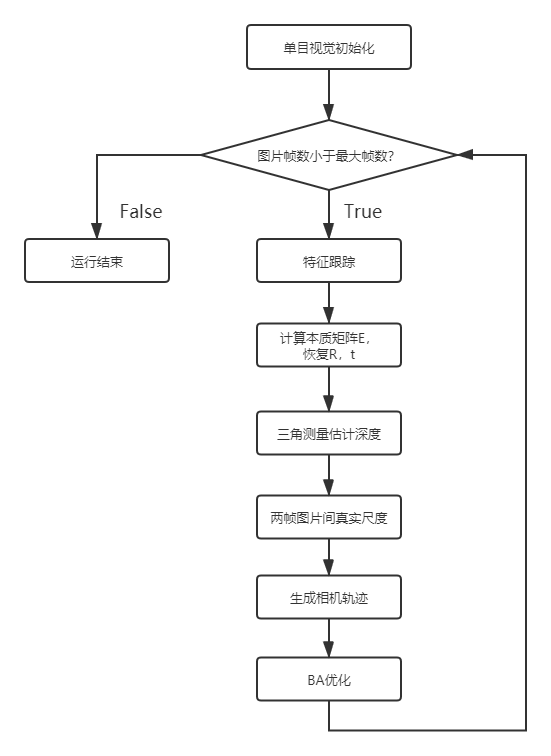 单目视觉初始化
图片帧数小于最大帧数?
False
True
运行结束
特征跟踪
计算本质矩阵E,
恢复R，t
三角测量估计深度
两帧图片间真实尺度
生成相机轨迹
BA优化